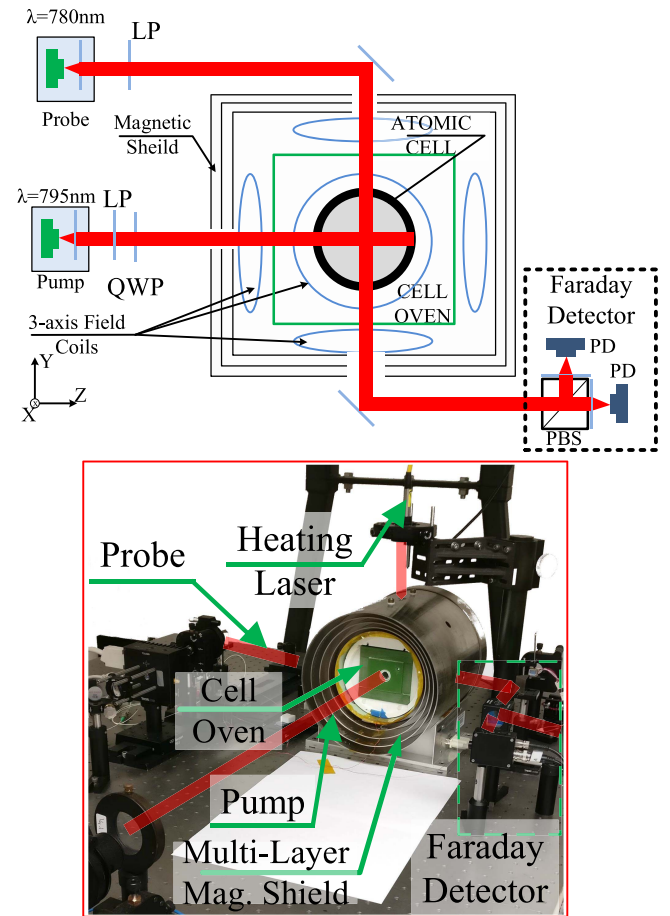 λ=780nm
LP
Probe
Magnetic
Sheild
ATOMIC
CELL
λ=795nm
LP
Pump
QWP
CELL
OVEN
3-axis Field
Coils
Y
X
Z
Faraday
Detector
PD
PD
PBS
Probe
Heating
Laser
Cell
Oven
Pump
Multi-Layer
Mag. Shield
Faraday
Detector